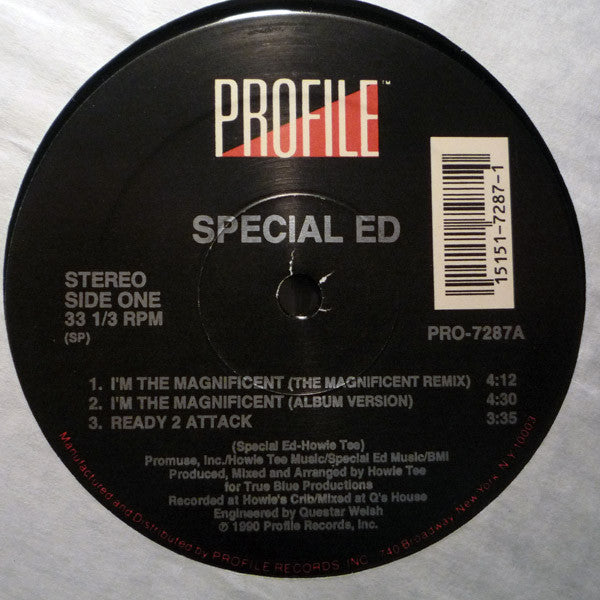 PROFILE™
SPECIAL ED
STEREO
SIDE ONE
33 1/3 RPM
(SP)
15151-7287-1
PRO-7287A
1. I'M THE MAGNIFICENT (THE MAGNIFICENT REMIX) 4:12
2. I'M THE MAGNIFICENT (ALBUM VERSION) 4:30
3. READY 2 ATTACK 3:35
(Special Ed-Howie Tee)
Promuse, Inc./Howie Tee Music/Special Ed Music/BMI
Produced, Mixed and Arranged by Howie Tee
for True Blue Productions
Recorded at Howie's Crib/Mixed at Q's House
Engineered by Questar Welsh
℗ 1990 Profile Records, Inc.
Manufactured and Distributed by PROFILE RECORDS, INC. 740 Broadway New York, N.Y. 10003